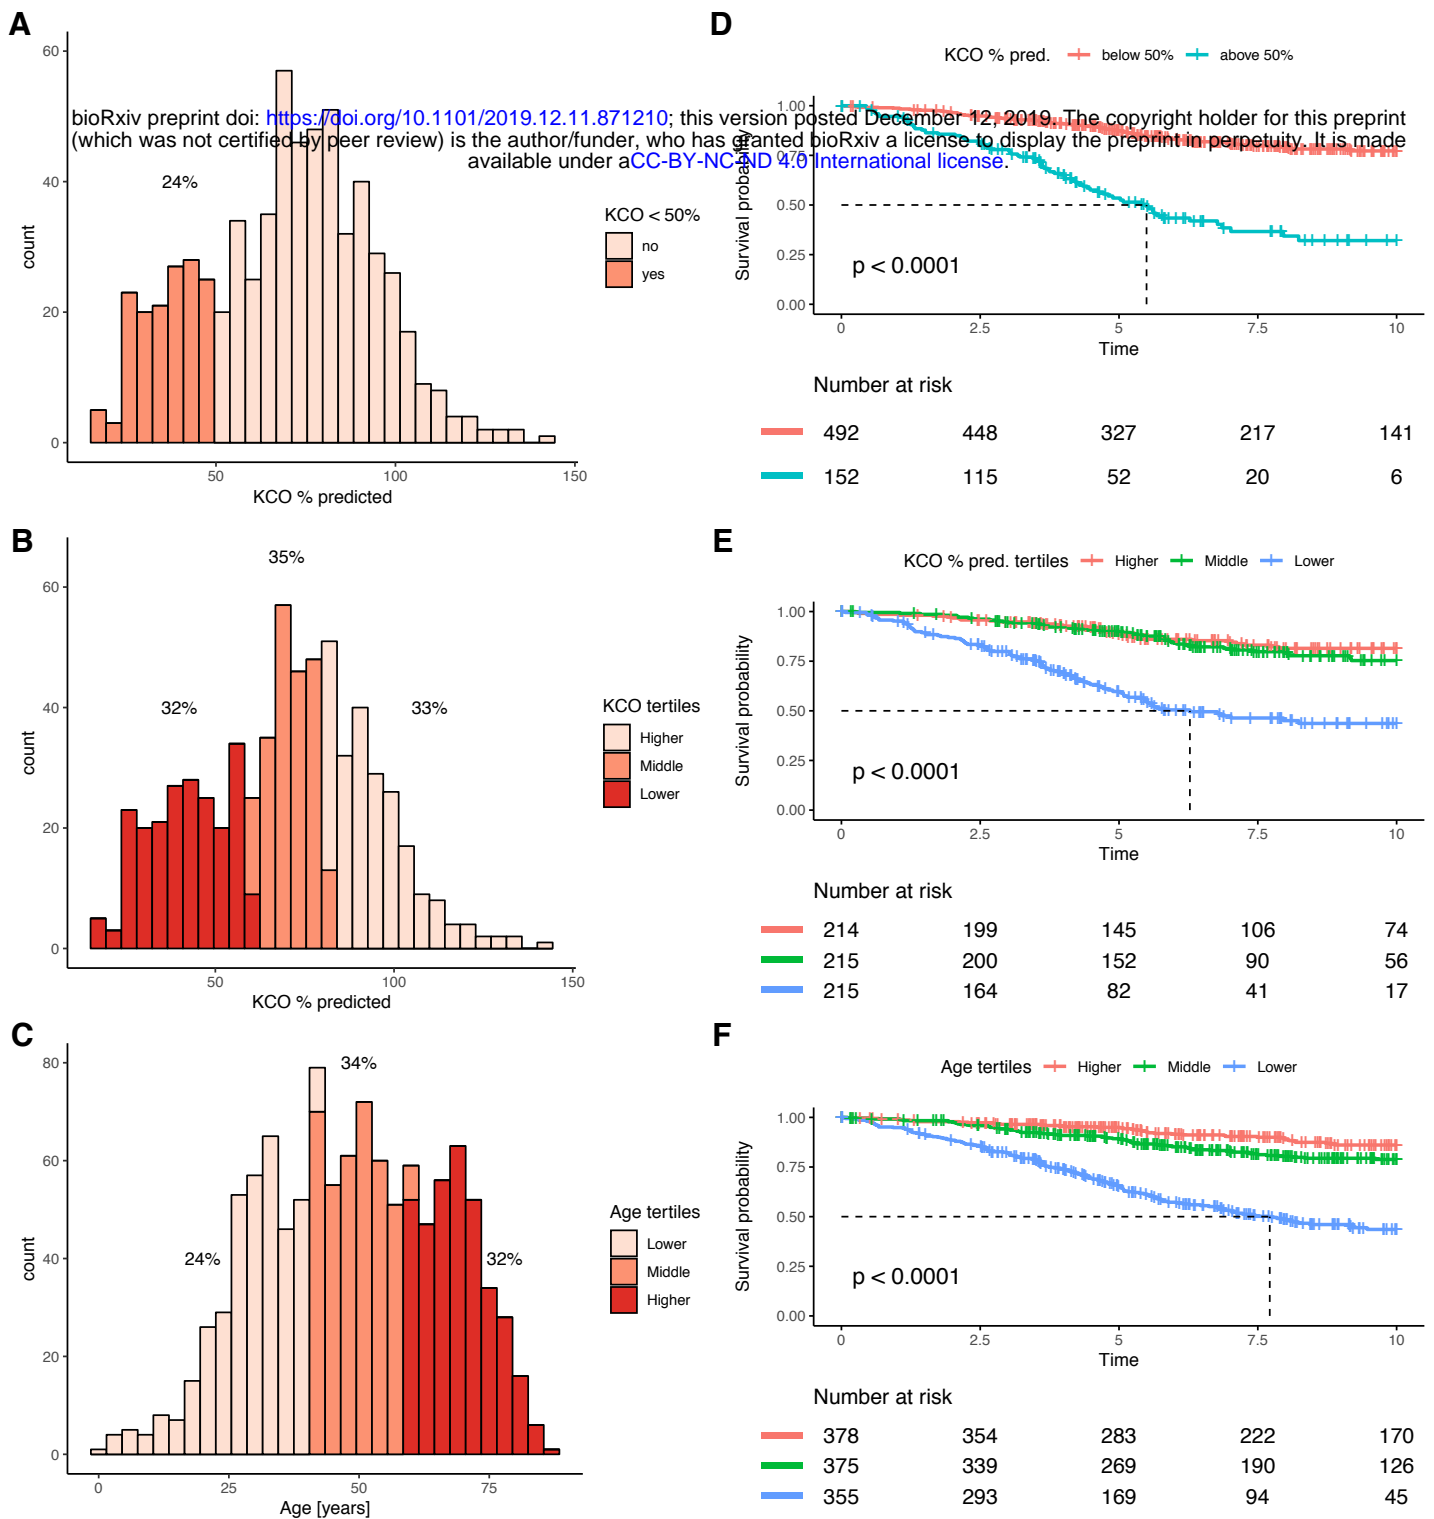 A
60
40
20
0
count
24%
50
100
150
KCO % predicted
KCO < 50%
no
yes
bioRxiv preprint doi: https://doi.org/10.1101/2019.12.11.871210; this version posted December 12, 2019. The copyright holder for this preprint
(which was not certified by peer review) is the author/funder, who has granted bioRxiv a license to display the preprint in perpetuity. It is made
available under aCC-BY-NC-ND 4.0 International license.
D
KCO % pred.
below 50%
above 50%
1.00
0.75
0.50
0.25
0.00
Survival probability
p < 0.0001
0
2.5
5
7.5
10
Time
Number at risk
492 448 327 217 141
152 115 52 20 6
B
60
40
20
0
count
32%
35%
33%
50
100
150
KCO % predicted
KCO tertiles
Higher
Middle
Lower
E
KCO % pred. tertiles
Higher
Middle
Lower
1.00
0.75
0.50
0.25
0.00
Survival probability
p < 0.0001
0
2.5
5
7.5
10
Time
Number at risk
214 199 145 106 74
215 200 152 90 56
215 164 82 41 17
C
80
60
40
20
0
count
24%
34%
32%
0
25
50
75
Age [years]
Age tertiles
Lower
Middle
Higher
F
Age tertiles
Higher
Middle
Lower
1.00
0.75
0.50
0.25
0.00
Survival probability
p < 0.0001
0
2.5
5
7.5
10
Time
Number at risk
378 354 283 222 170
375 339 269 190 126
355 293 169 94 45